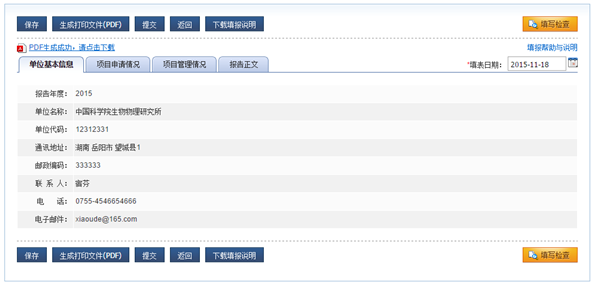 保存 生成打印文件(PDF) 提交 返回 下载填报说明 填写检查
PDF生成成功，请点击下载 填报帮助与说明
单位基本信息 项目申请情况 项目管理情况 报告正文 *填表日期： 2015-11-18
报告年度： 2015
单位名称： 中国科学院生物物理研究所
单位代码： 12312331
通讯地址： 湖南 岳阳市 望城县1
邮政编码： 333333
联 系 人： 宙芬
电 话： 0755-4546654666
电子邮件： xiaoude@165.com
保存 生成打印文件(PDF) 提交 返回 下载填报说明 填写检查